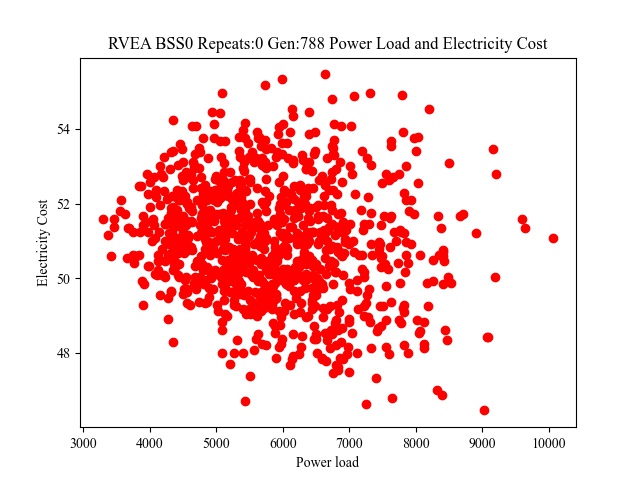 RVEA BSS0 Repeats:0 Gen:788 Power Load and Electricity Cost
Electricity Cost
54
52
50
48
3000 4000 5000 6000 7000 8000 9000 10000
Power load